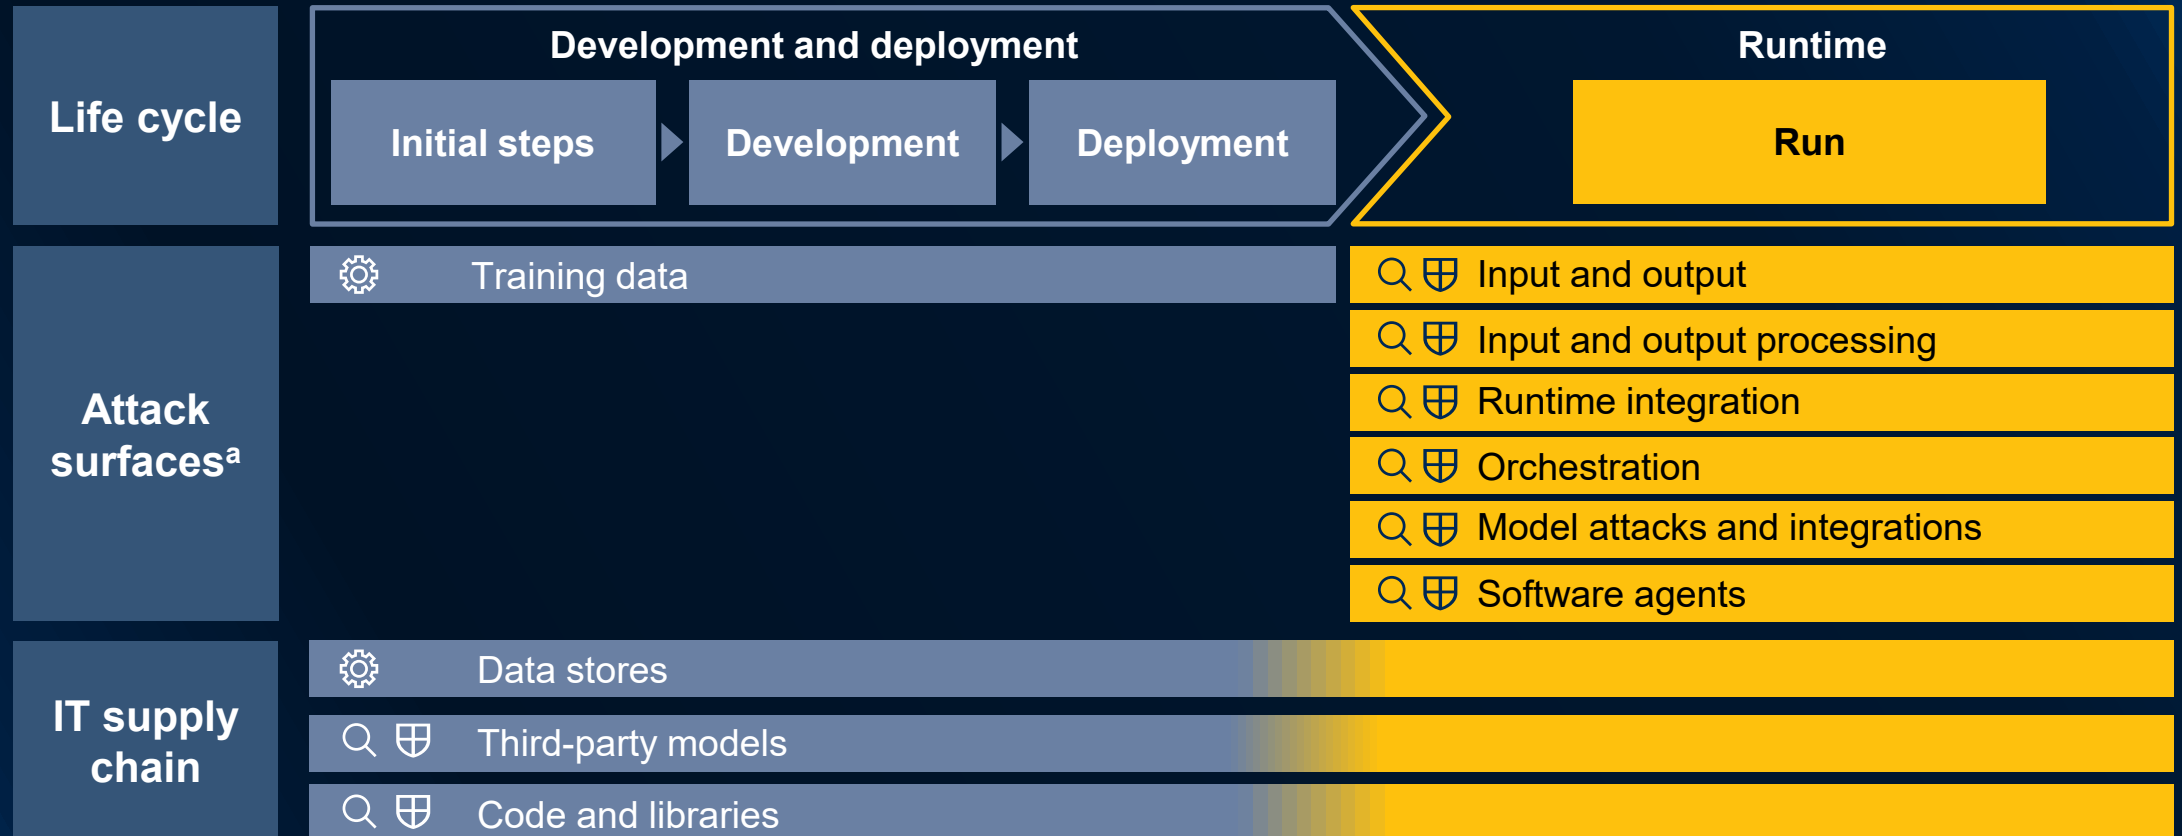 Life cycle
Development and deployment
Initial steps
Development
Deployment
Runtime
Run
Attack
surfacesᵃ
Training data
Input and output
Input and output processing
Runtime integration
Orchestration
Model attacks and integrations
Software agents
IT supply
chain
Data stores
Third-party models
Code and libraries